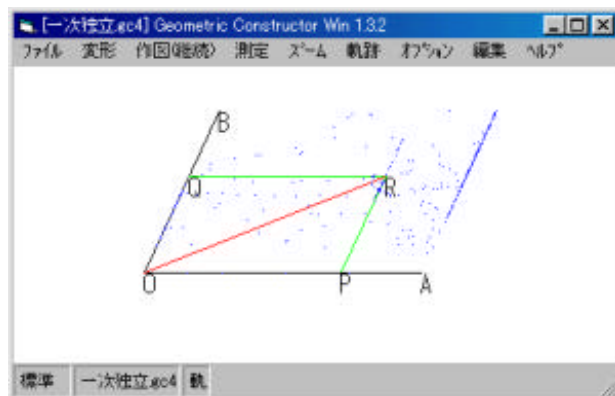 [一次独立.gc4] Geometric Constructor Win 1.3.2
ファイル 変形 作図(継続) 測定 ズーム 軌跡 オプション 編集 ヘルプ
B
Q
R
O
P
A
標準 一次独立.gc4 軌